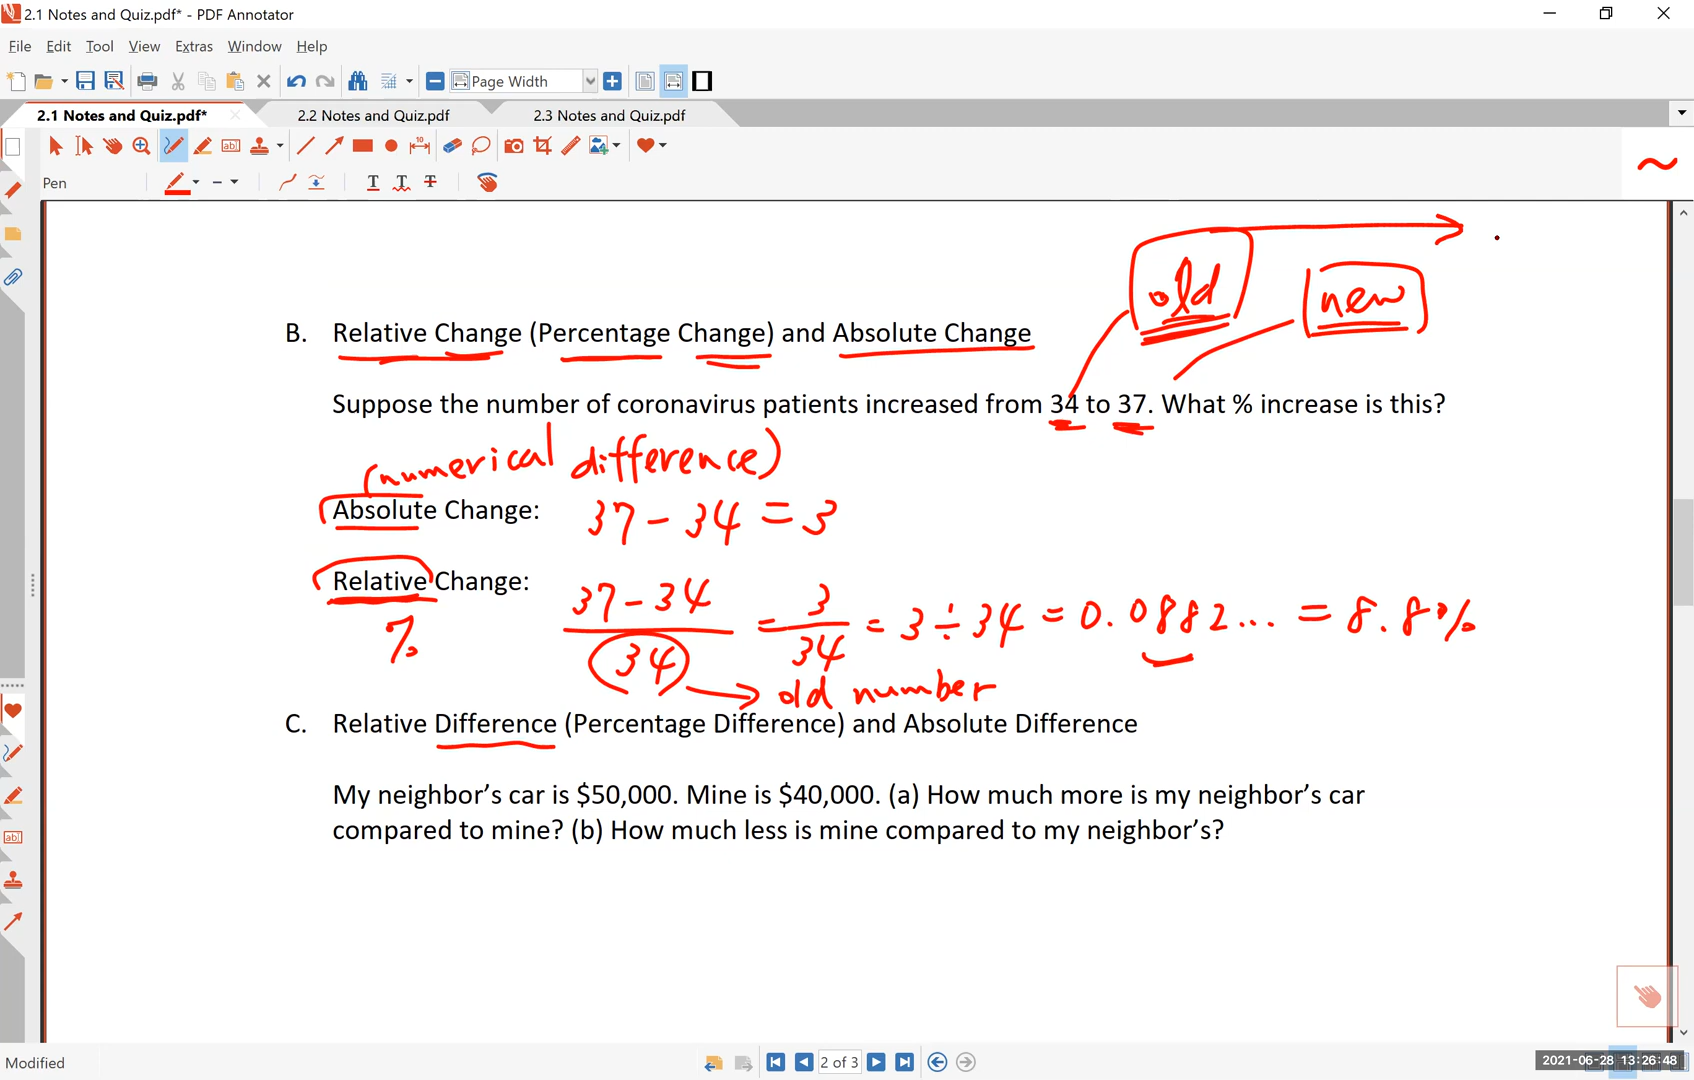 2.1 Notes and Quiz.pdf* - PDF Annotator
File Edit Tool View Extras Window Help
Page Width
2.1 Notes and Quiz.pdf* 2.2 Notes and Quiz.pdf 2.3 Notes and Quiz.pdf
Pen
old new
B. Relative Change (Percentage Change) and Absolute Change
Suppose the number of coronavirus patients increased from 34 to 37. What % increase is this?
(numerical difference)
Absolute Change: 37 - 34 = 3
Relative Change: 37 - 34 / 34 = 3 / 34 = 3 ÷ 34 = 0.0882... = 8.8%
% → old number
C. Relative Difference (Percentage Difference) and Absolute Difference
My neighbor’s car is $50,000. Mine is $40,000. (a) How much more is my neighbor’s car
compared to mine? (b) How much less is mine compared to my neighbor’s?
Modified 2 of 3 2021-06-28 13:26:48